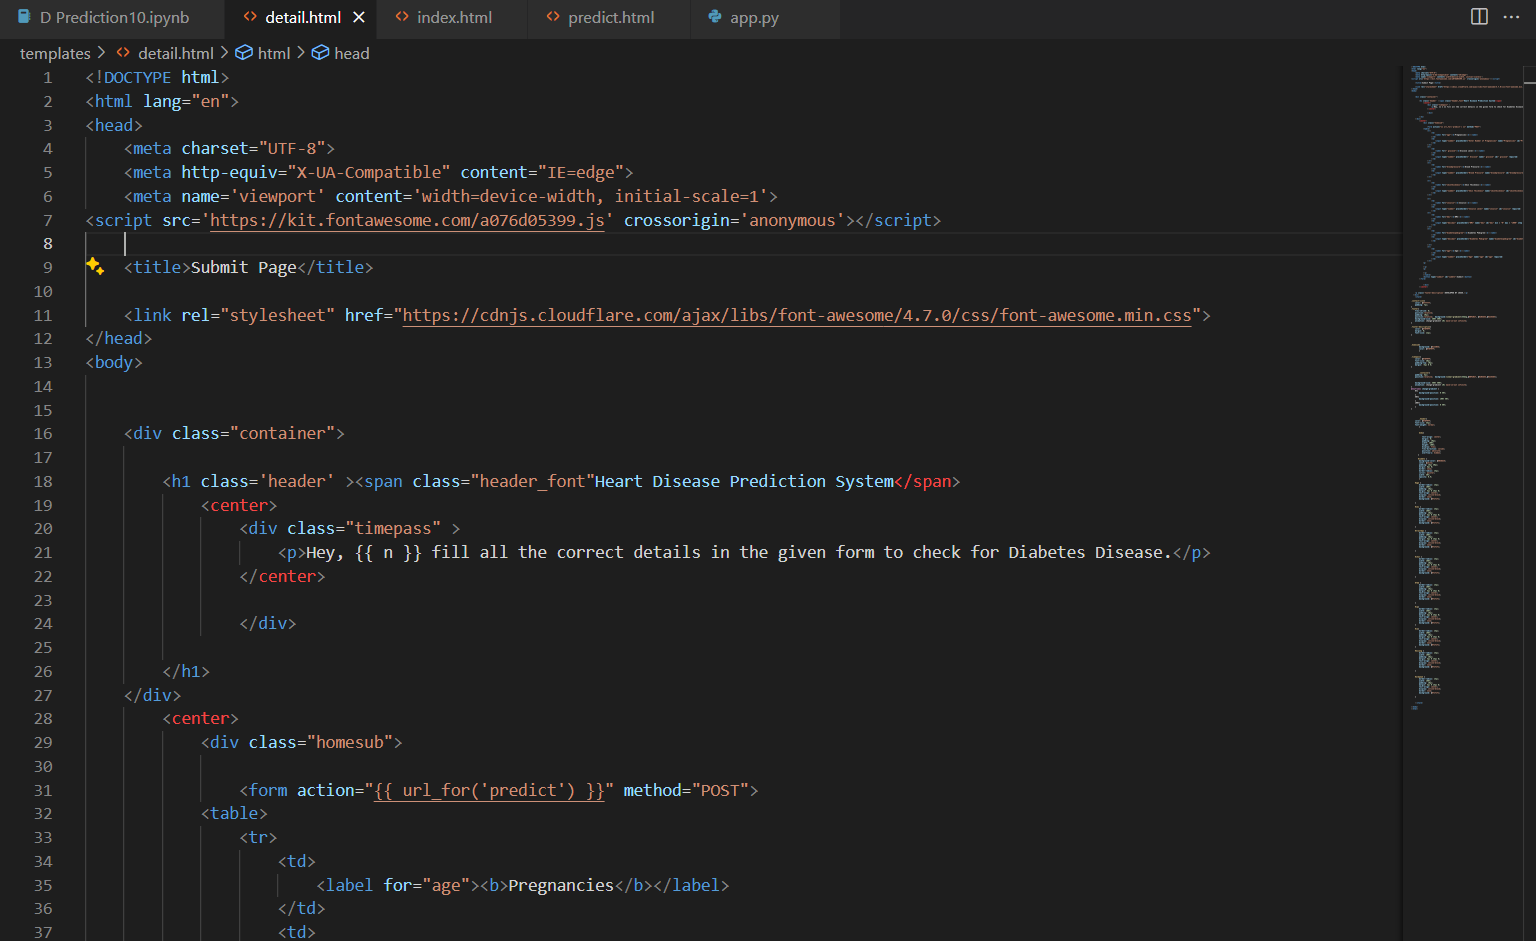 D Prediction10.ipynb detail.html index.html predict.html app.py
templates > detail.html > html > head
1 <!DOCTYPE html>
2 <html lang="en">
3 <head>
4 <meta charset="UTF-8">
5 <meta http-equiv="X-UA-Compatible" content="IE=edge">
6 <meta name='viewport' content='width=device-width, initial-scale=1'>
7 <script src='https://kit.fontawesome.com/a076d05399.js' crossorigin='anonymous'></script>
8
9 <title>Submit Page</title>
10
11 <link rel="stylesheet" href="https://cdnjs.cloudflare.com/ajax/libs/font-awesome/4.7.0/css/font-awesome.min.css">
12 </head>
13 <body>
14
15
16 <div class="container">
17
18 <h1 class='header' ><span class="header_font"Heart Disease Prediction System</span>
19 <center>
20 <div class="timepass" >
21 <p>Hey, {{ n }} fill all the correct details in the given form to check for Diabetes Disease.</p>
22 </center>
23
24 </div>
25
26 </h1>
27 </div>
28 <center>
29 <div class="homesub">
30
31 <form action="{{ url_for('predict') }}" method="POST">
32 <table>
33 <tr>
34 <td>
35 <label for="age"><b>Pregnancies</b></label>
36 </td>
37 <td>